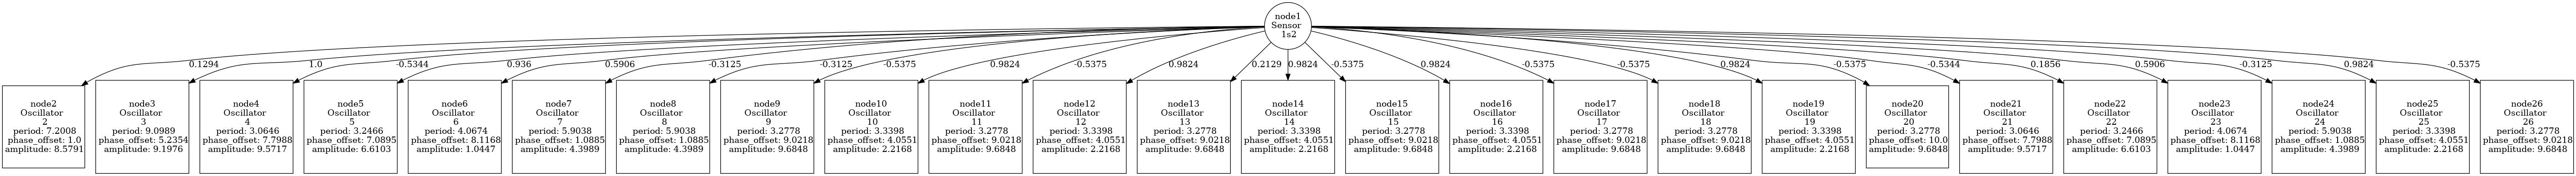 node1
Sensor
1s2
0.1294
1.0
-0.5344
0.936
0.5906
-0.3125
-0.3125
-0.5375
0.9824
-0.5375
0.9824
0.2129
0.9824
-0.5375
0.9824
-0.5375
-0.5375
0.9824
-0.5375
-0.5344
0.1856
0.5906
-0.3125
0.9824
-0.5375
node2
Oscillator
2
period: 7.2008
phase_offset: 1.0
amplitude: 8.5791
node3
Oscillator
3
period: 9.0989
phase_offset: 5.2354
amplitude: 9.1976
node4
Oscillator
4
period: 3.0646
phase_offset: 7.7988
amplitude: 9.5717
node5
Oscillator
5
period: 3.2466
phase_offset: 7.0895
amplitude: 6.6103
node6
Oscillator
6
period: 4.0674
phase_offset: 8.1168
amplitude: 1.0447
node7
Oscillator
7
period: 5.9038
phase_offset: 1.0885
amplitude: 4.3989
node8
Oscillator
8
period: 5.9038
phase_offset: 1.0885
amplitude: 4.3989
node9
Oscillator
9
period: 3.2778
phase_offset: 9.0218
amplitude: 9.6848
node10
Oscillator
10
period: 3.3398
phase_offset: 4.0551
amplitude: 2.2168
node11
Oscillator
11
period: 3.2778
phase_offset: 9.0218
amplitude: 9.6848
node12
Oscillator
12
period: 3.3398
phase_offset: 4.0551
amplitude: 2.2168
node13
Oscillator
13
period: 3.2778
phase_offset: 9.0218
amplitude: 9.6848
node14
Oscillator
14
period: 3.3398
phase_offset: 4.0551
amplitude: 2.2168
node15
Oscillator
15
period: 3.2778
phase_offset: 9.0218
amplitude: 9.6848
node16
Oscillator
16
period: 3.3398
phase_offset: 4.0551
amplitude: 2.2168
node17
Oscillator
17
period: 3.2778
phase_offset: 9.0218
amplitude: 9.6848
node18
Oscillator
18
period: 3.2778
phase_offset: 9.0218
amplitude: 9.6848
node19
Oscillator
19
period: 3.3398
phase_offset: 4.0551
amplitude: 2.2168
node20
Oscillator
20
period: 3.2778
phase_offset: 10.0
amplitude: 9.6848
node21
Oscillator
21
period: 3.0646
phase_offset: 7.7988
amplitude: 9.5717
node22
Oscillator
22
period: 3.2466
phase_offset: 7.0895
amplitude: 6.6103
node23
Oscillator
23
period: 4.0674
phase_offset: 8.1168
amplitude: 1.0447
node24
Oscillator
24
period: 5.9038
phase_offset: 1.0885
amplitude: 4.3989
node25
Oscillator
25
period: 3.3398
phase_offset: 4.0551
amplitude: 2.2168
node26
Oscillator
26
period: 3.2778
phase_offset: 9.0218
amplitude: 9.6848